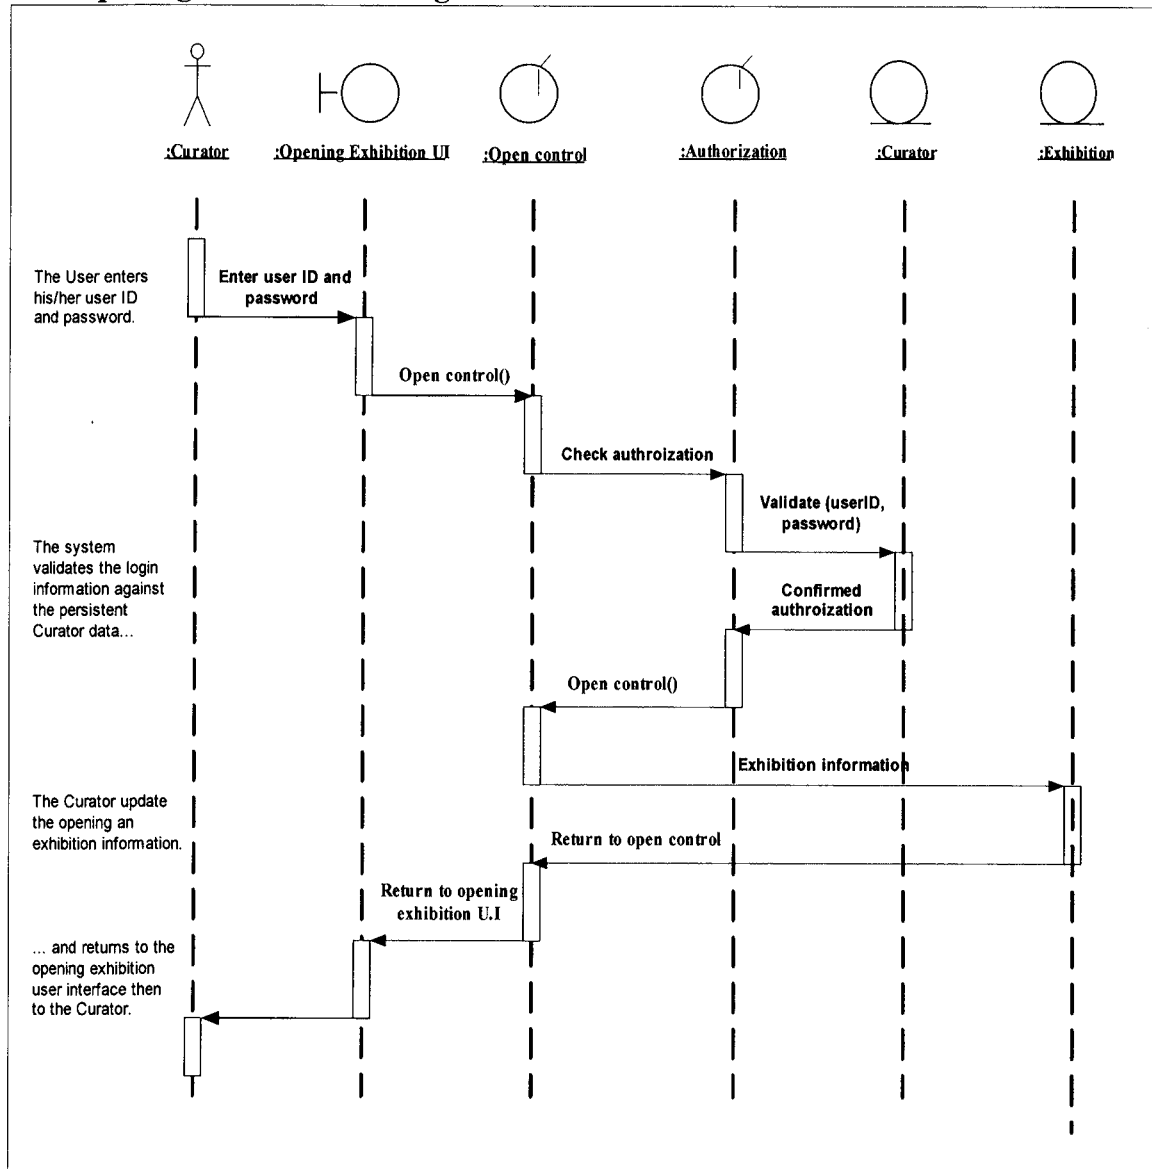 :Curator
:Opening Exhibition UI
:Open control
:Authorization
:Curator
:Exhibition
The User enters
his/her user ID
and password.
Enter user ID and
password
Open control()
Check authroization
Validate (userID,
password)
The system
validates the login
information against
the persistent
Curator data...
Confirmed
authroization
Open control()
Exhibition information
The Curator update
the opening an
exhibition information.
Return to open control
Return to opening
exhibition U.I
... and returns to the
opening exhibition
user interface then
to the Curator.